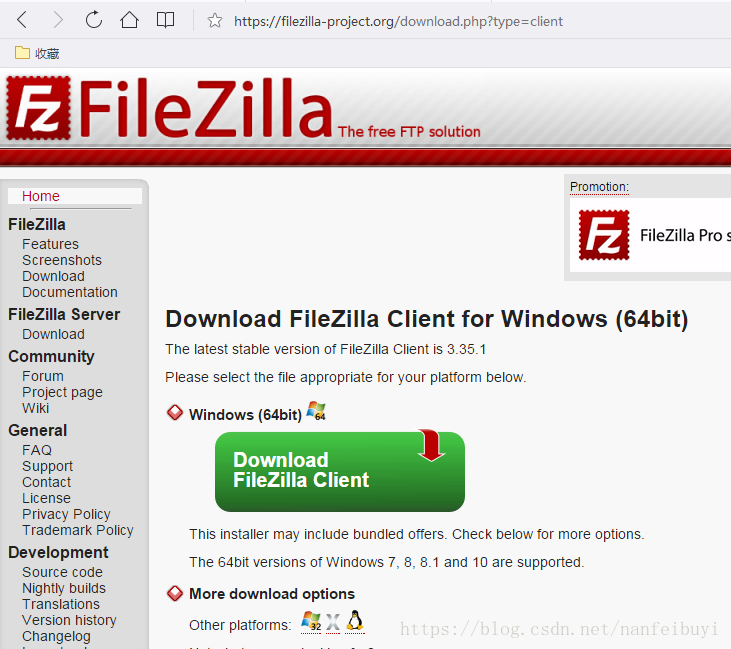 https://filezilla-project.org/download.php?type=client
收藏
FileZilla The free FTP solution
Home
FileZilla
Features
Screenshots
Download
Documentation
FileZilla Server
Download
Community
Forum
Project page
Wiki
General
FAQ
Support
Contact
License
Privacy Policy
Trademark Policy
Development
Source code
Nightly builds
Translations
Version history
Changelog
Promotion:
FileZilla Pro s
Download FileZilla Client for Windows (64bit)
The latest stable version of FileZilla Client is 3.35.1
Please select the file appropriate for your platform below.
Windows (64bit) 64
Download
FileZilla Client
This installer may include bundled offers. Check below for more options.
The 64bit versions of Windows 7, 8, 8.1 and 10 are supported.
More download options
Other platforms: 32
https://blog.csdn.net/nanfeibuyi